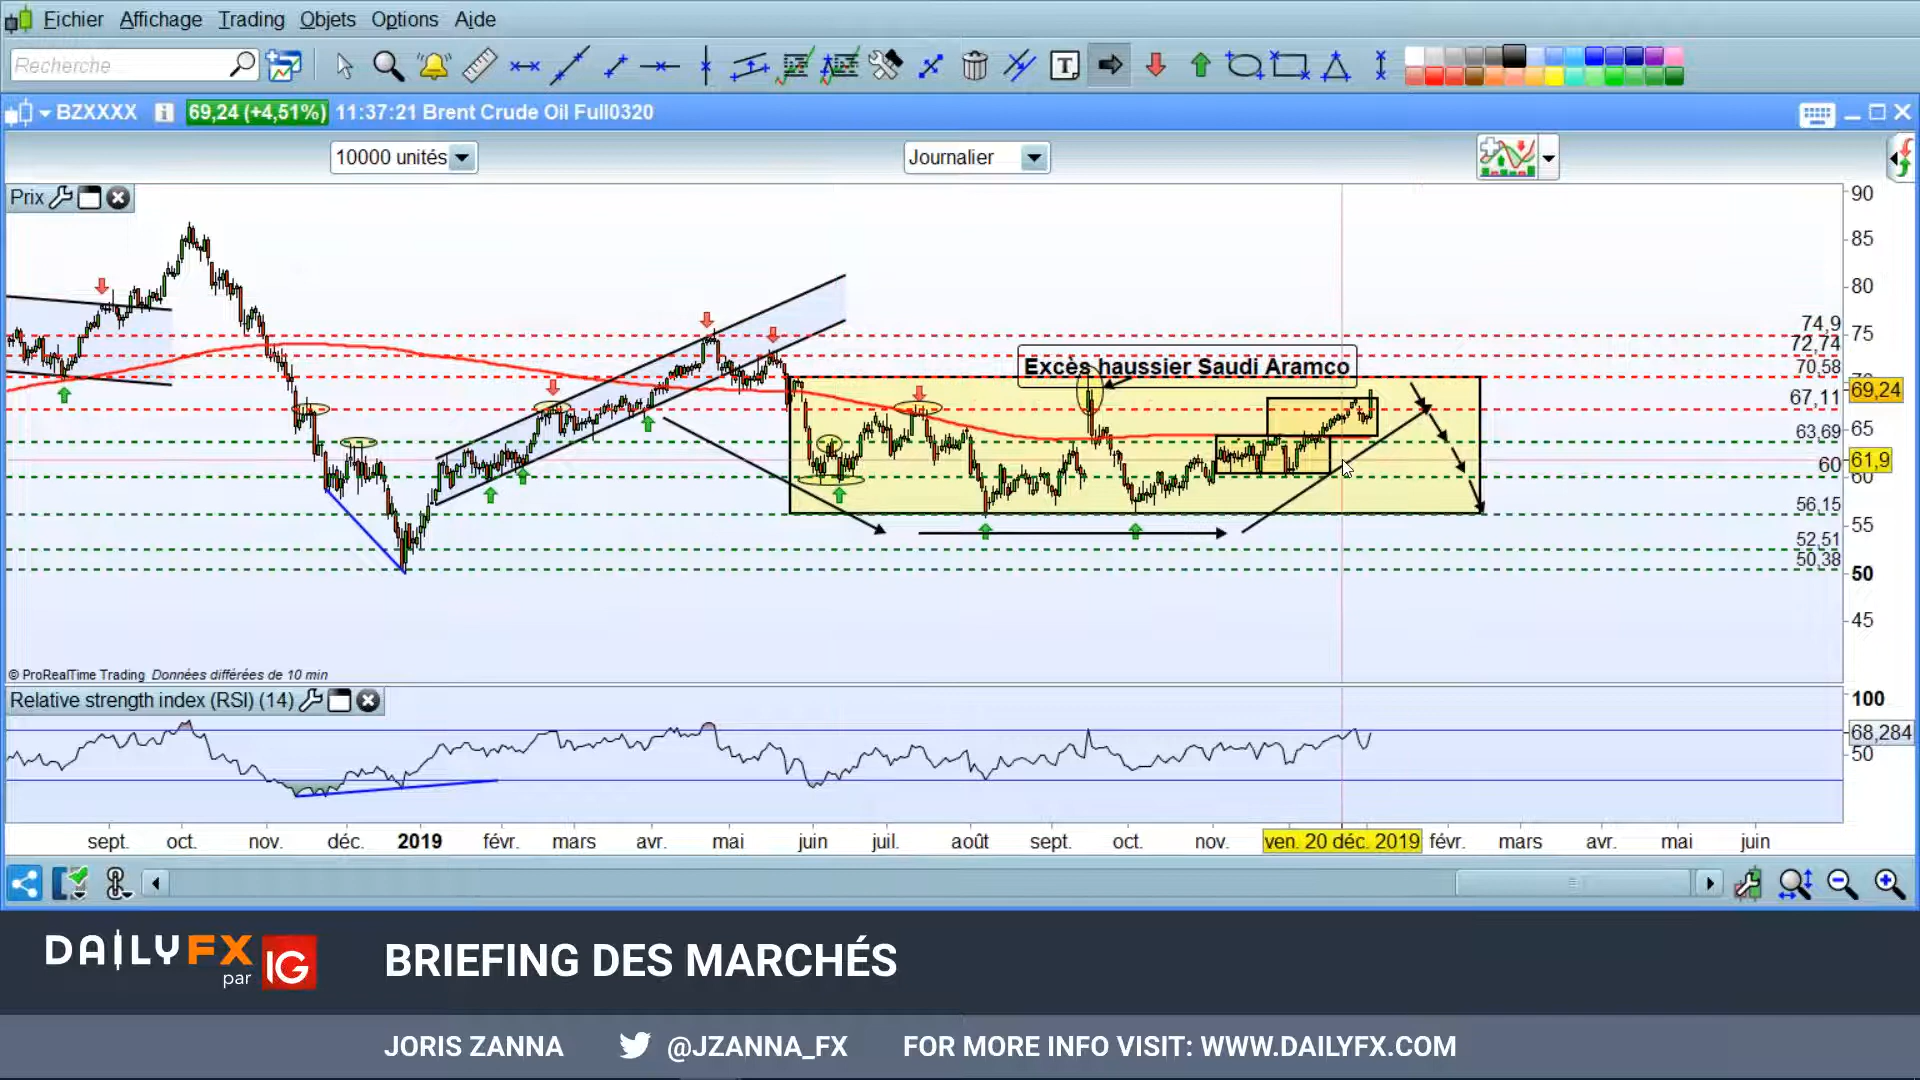 Fichier Affichage Trading Objets Options Aide
Recherche
T
BZXXXX i 69,24 (+4,51%) 11:37:21 Brent Crude Oil Full0320
10000 unités Journalier
Prix
90
85
80
75
65
60
55
50
45
74,9
72,74
70,58
67,11
63,69
60
56,15
52,51
50,38
69,24
61,9
Excès haussier Saudi Aramco
© ProRealTime Trading Données différées de 10 min
Relative strength index (RSI) (14)
100
68,284
50
sept. oct. nov. déc. 2019 févr. mars avr. mai juin juil. août sept. oct. nov. ven. 20 déc. 2019 févr. mars avr. mai juin
DAILYFX
par IG
BRIEFING DES MARCHÉS
JORIS ZANNA @JZANNA_FX FOR MORE INFO VISIT: WWW.DAILYFX.COM